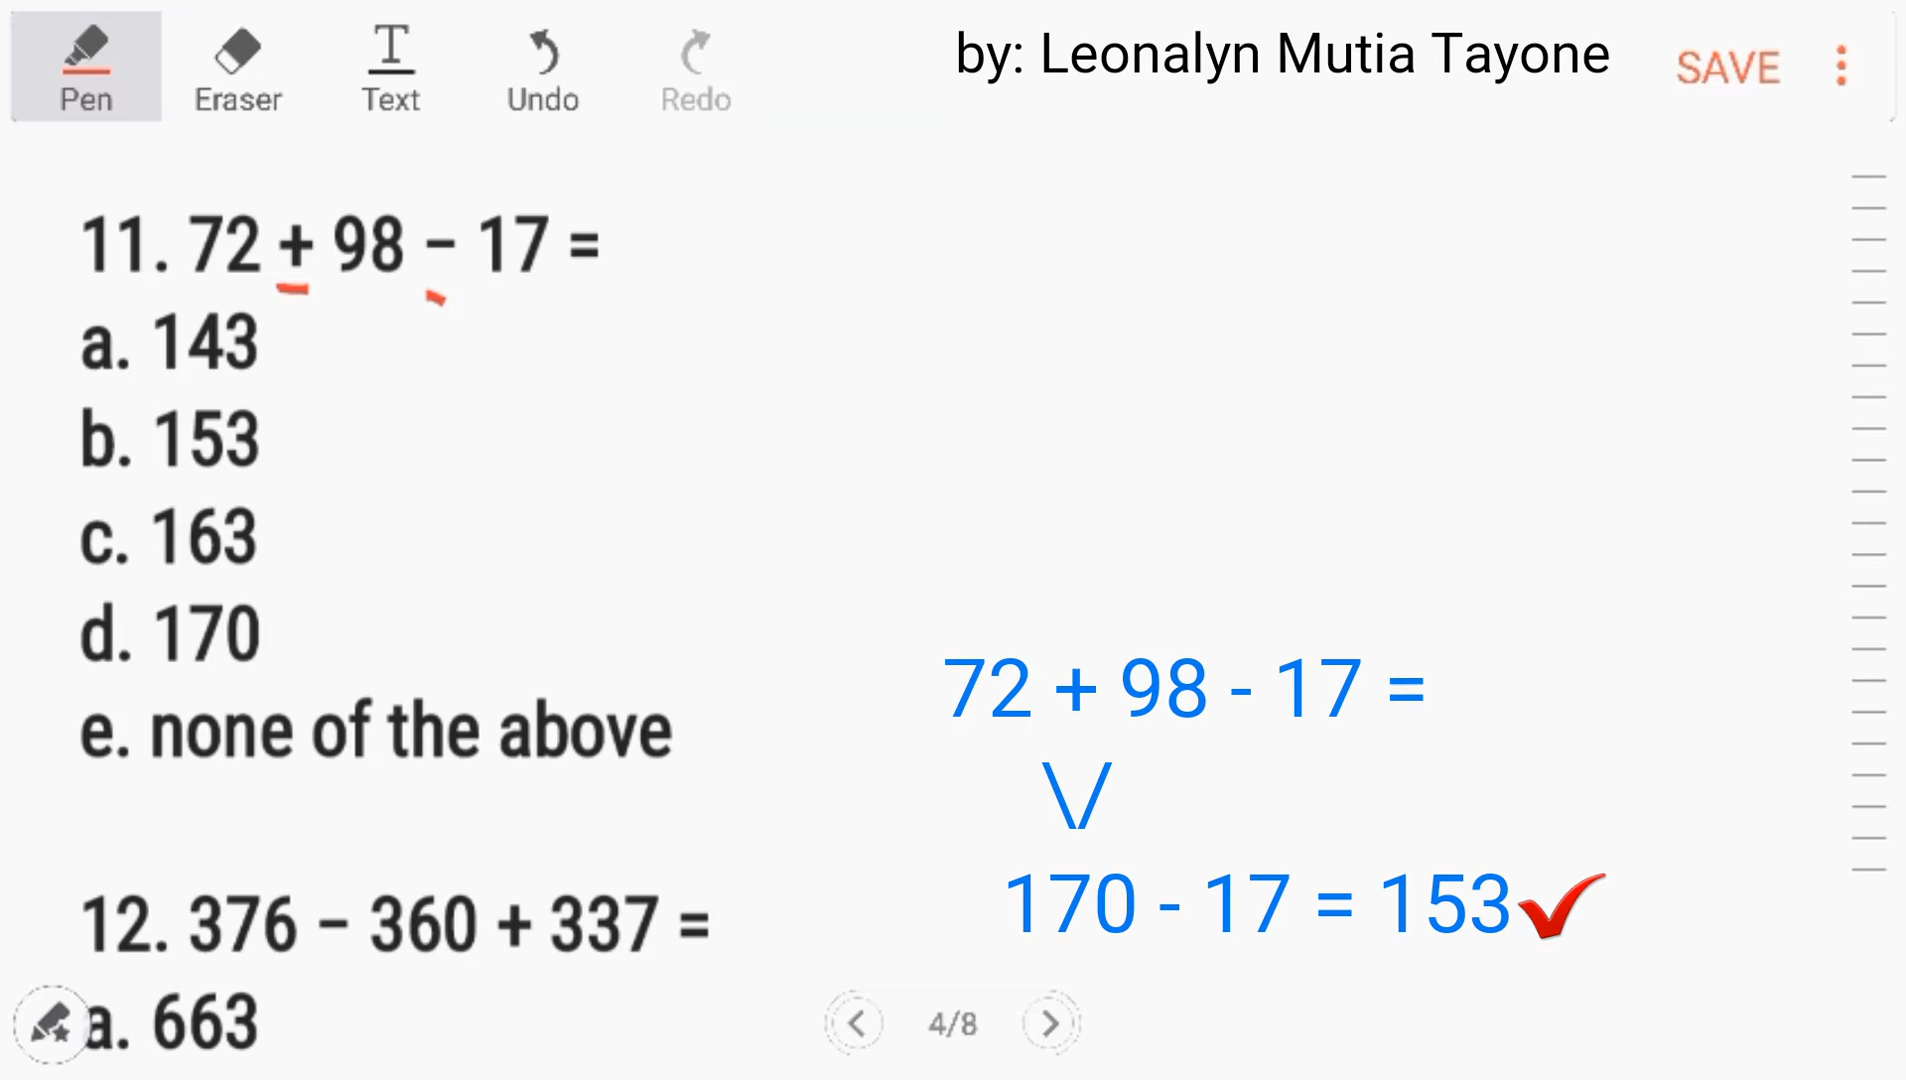 Pen Eraser Text Undo Redo
by: Leonalyn Mutia Tayone
SAVE
11. 72 + 98 – 17 =
a. 143
b. 153
c. 163
d. 170
e. none of the above
72 + 98 - 17 =
\/
170 - 17 = 153
12. 376 – 360 + 337 =
a. 663
4/8